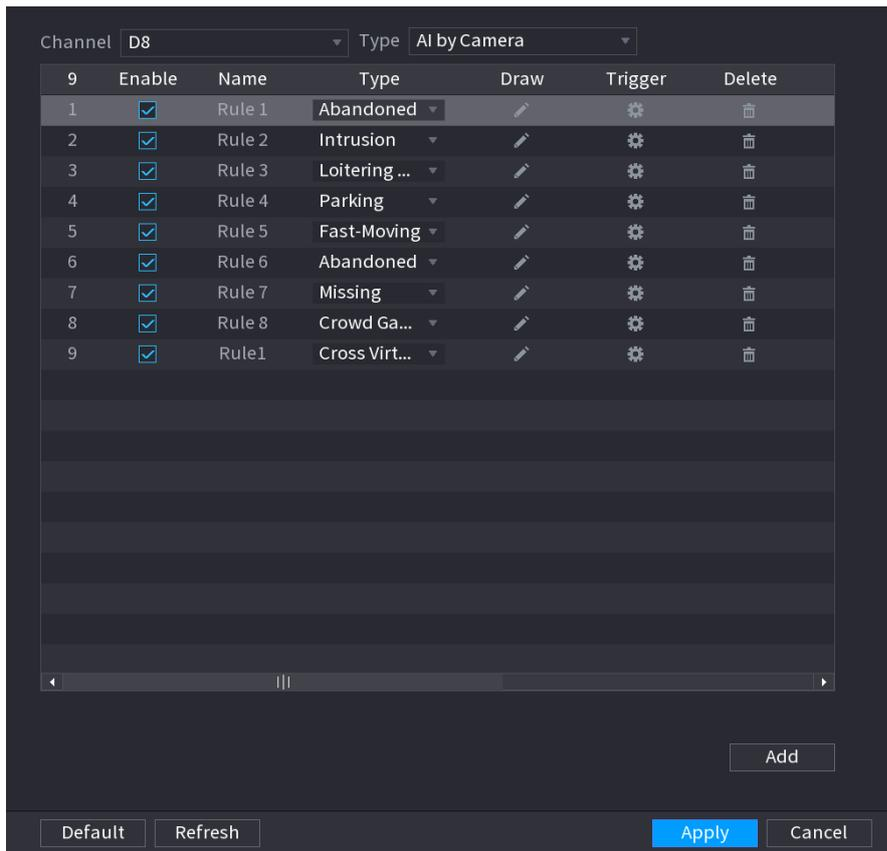 Channel D8 Type AI by Camera
9 Enable Name Type Draw Trigger Delete
1 Rule 1 Abandoned
2 Rule 2 Intrusion
3 Rule 3 Loitering ...
4 Rule 4 Parking
5 Rule 5 Fast-Moving
6 Rule 6 Abandoned
7 Rule 7 Missing
8 Rule 8 Crowd Ga...
9 Rule1 Cross Virt...
Add
Default Refresh Apply Cancel